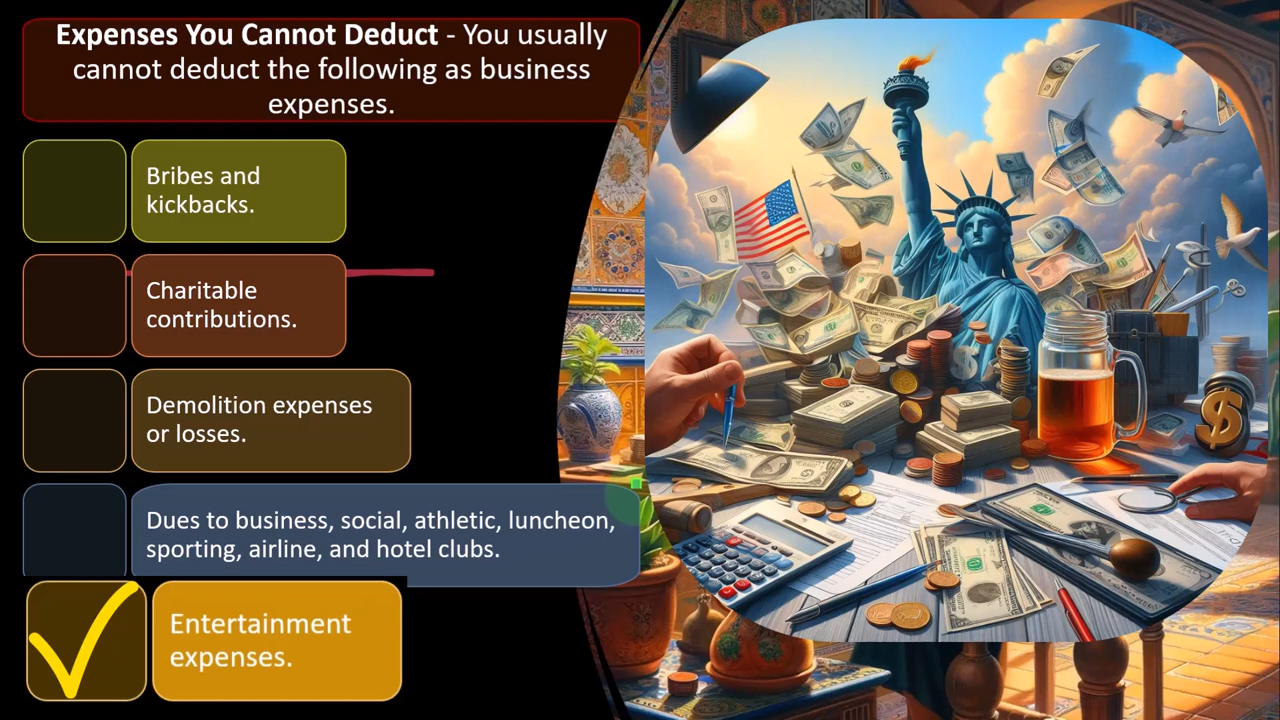 Expenses You Cannot Deduct - You usually
cannot deduct the following as business
expenses.
Bribes and
kickbacks.
Charitable
contributions.
Demolition expenses
or losses.
Dues to business, social, athletic, luncheon,
sporting, airline, and hotel clubs.
Entertainment
expenses.